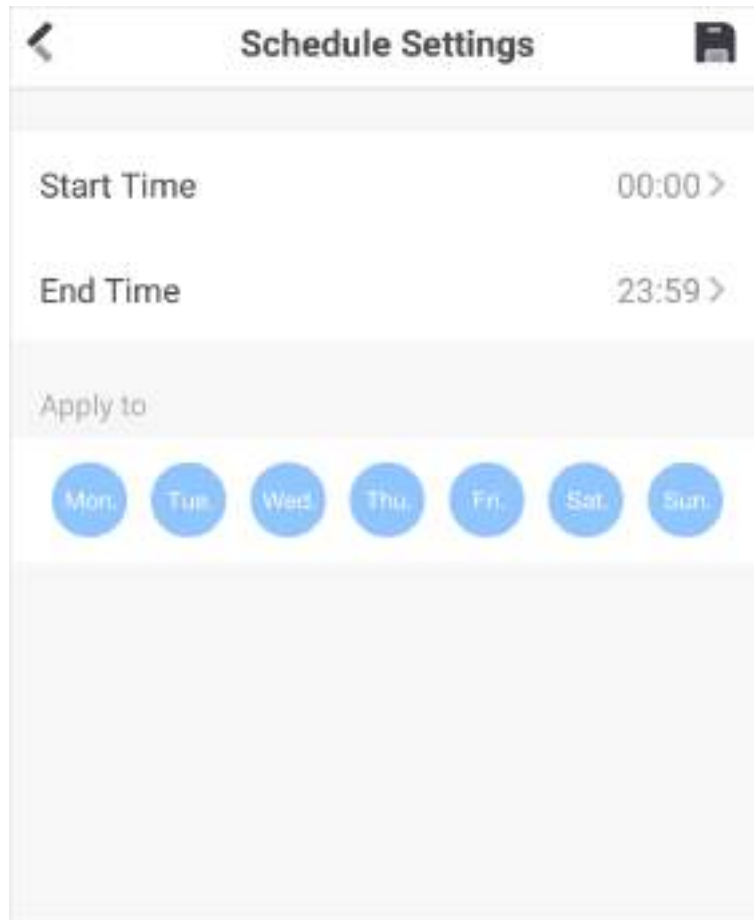 Schedule Settings
Start Time 00:00
End Time 23:59
Apply to
Mon. Tue. Wed. Thu. Fri. Sat. Sun.